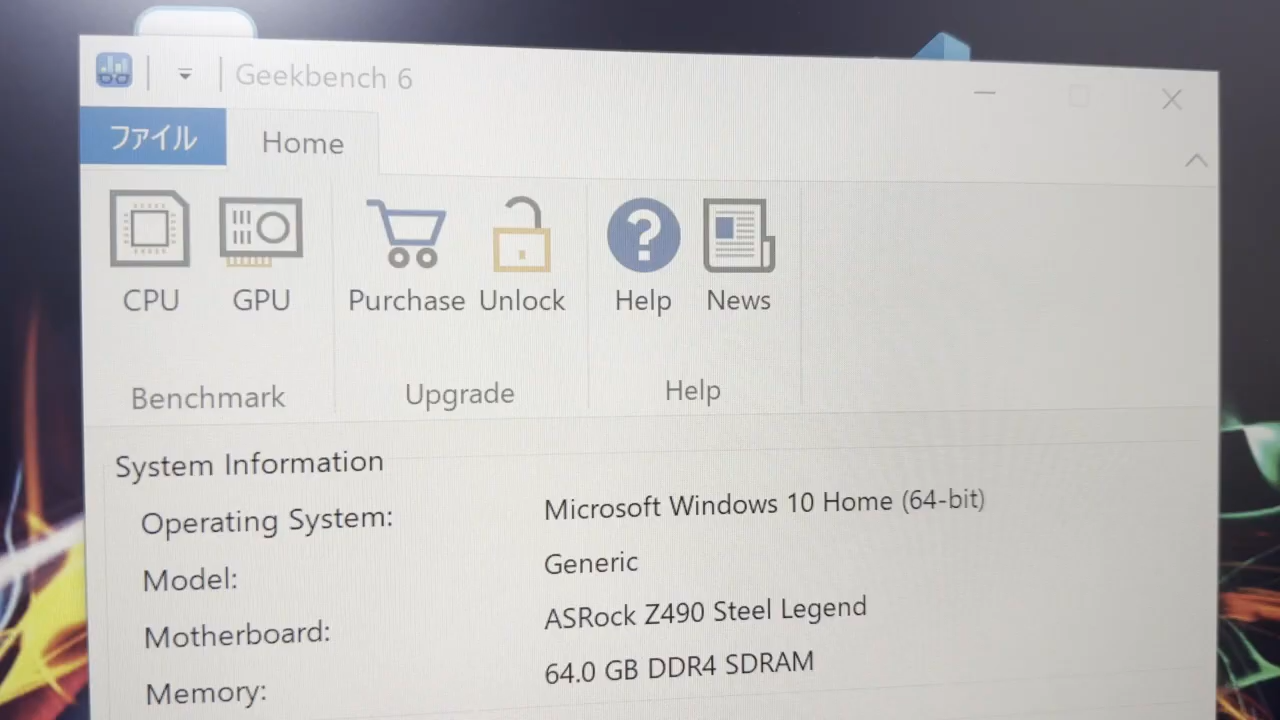 Geekbench 6
ファイル Home
CPU GPU Purchase Unlock Help News
Benchmark Upgrade Help
System Information
Operating System: Microsoft Windows 10 Home (64-bit)
Model: Generic
Motherboard: ASRock Z490 Steel Legend
Memory: 64.0 GB DDR4 SDRAM